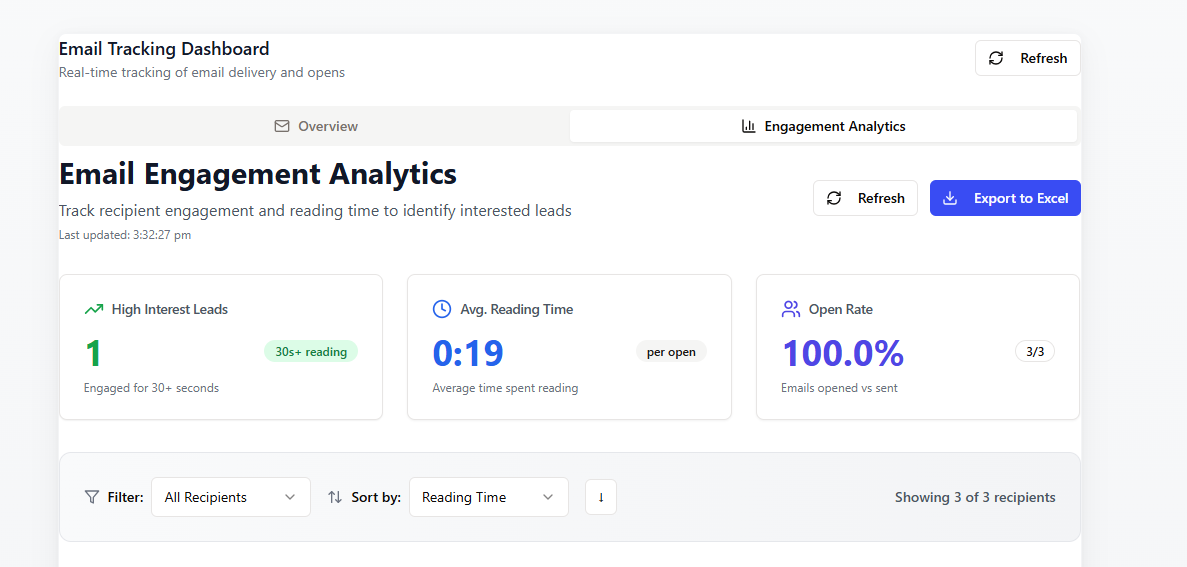 Email Tracking Dashboard
Real-time tracking of email delivery and opens
Refresh
Overview
Engagement Analytics
Email Engagement Analytics
Track recipient engagement and reading time to identify interested leads
Last updated: 3:32:27 pm
Refresh
Export to Excel
High Interest Leads
1
30s+ reading
Engaged for 30+ seconds
Avg. Reading Time
0:19
per open
Average time spent reading
Open Rate
100.0%
3/3
Emails opened vs sent
Filter:
All Recipients
Sort by:
Reading Time
↓
Showing 3 of 3 recipients